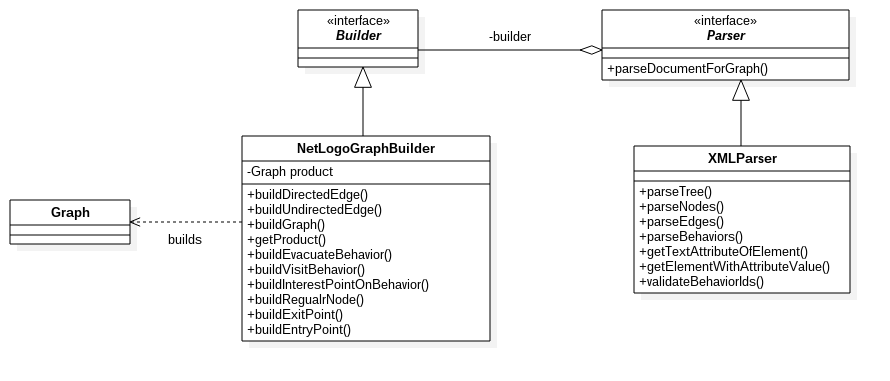 «interface»
Builder
-builder
«interface»
Parser
+parseDocumentForGraph()
NetLogoGraphBuilder
-Graph product
+buildDirectedEdge()
+buildUndirectedEdge()
+buildGraph()
+getProduct()
+buildEvacuateBehavior()
+buildVisitBehavior()
+buildInterestPointOnBehavior()
+buildRegualrNode()
+buildExitPoint()
+buildEntryPoint()
XMLParser
+parseTree()
+parseNodes()
+parseEdges()
+parseBehaviors()
+getTextAttributeOfElement()
+getElementWithAttributeValue()
+validateBehaviorIds()
Graph
builds